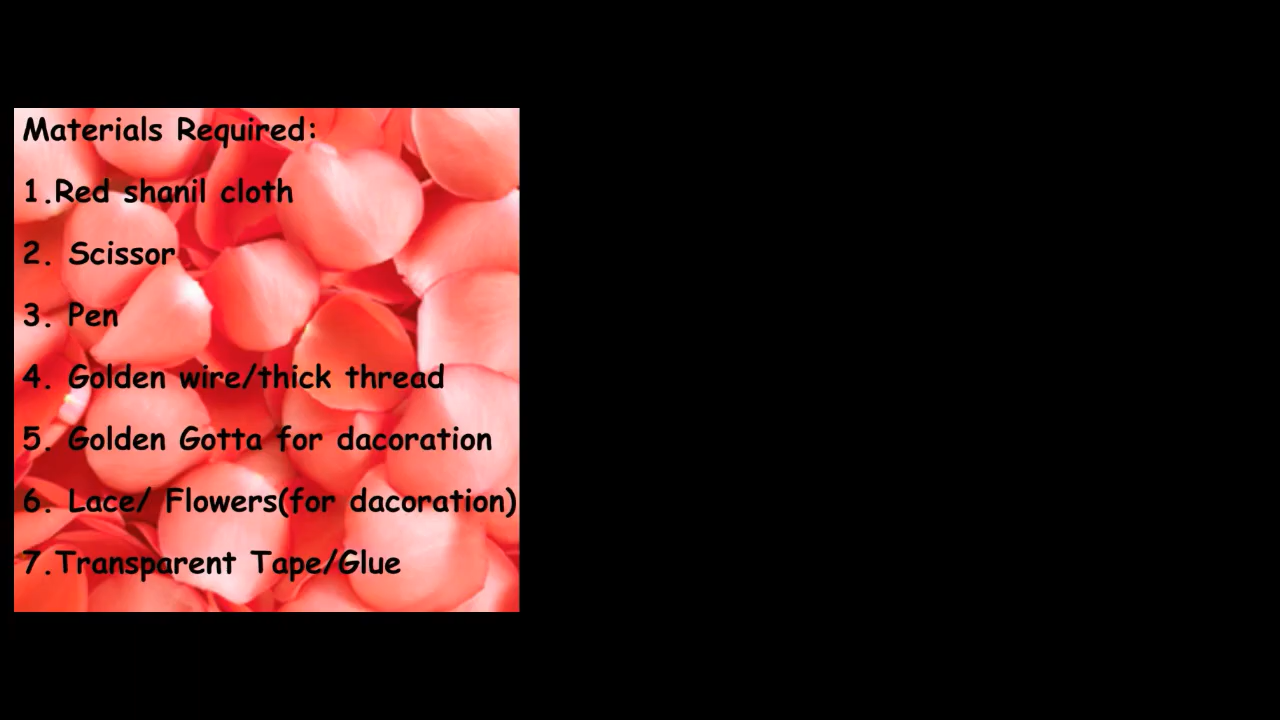 Materials Required:
1.Red shanil cloth
2. Scissor
3. Pen
4. Golden wire/thick thread
5. Golden Gotta for dacoration
6. Lace/ Flowers(for dacoration)
7.Transparent Tape/Glue